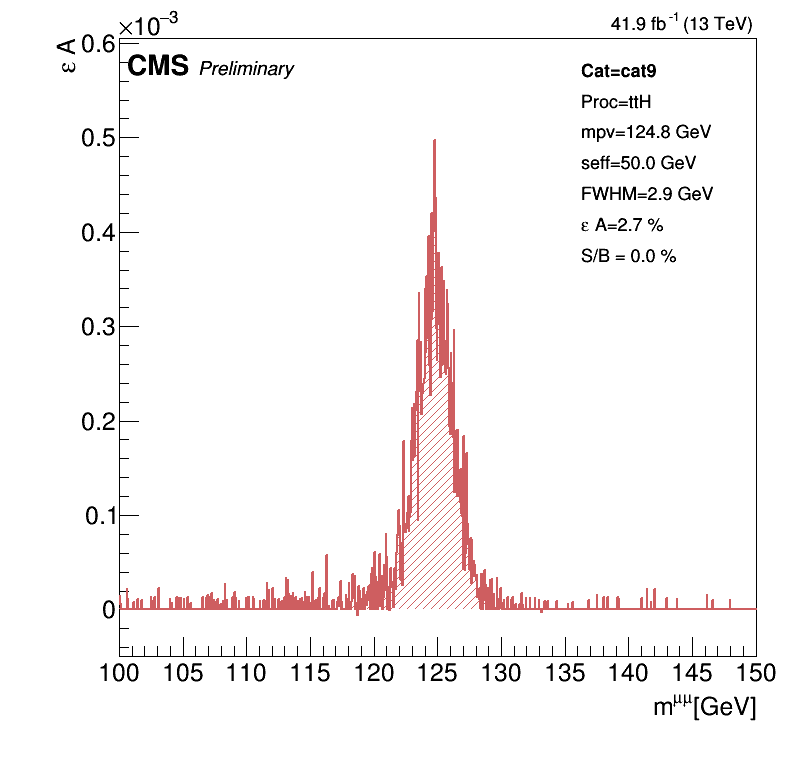 41.9 fb⁻¹ (13 TeV)
×10⁻³
ε A
CMS Preliminary
Cat=cat9
Proc=ttH
mpv=124.8 GeV
seff=50.0 GeV
FWHM=2.9 GeV
ε A=2.7 %
S/B = 0.0 %
0.6
0.5
0.4
0.3
0.2
0.1
0
100 105 110 115 120 125 130 135 140 145 150
m^μμ[GeV]